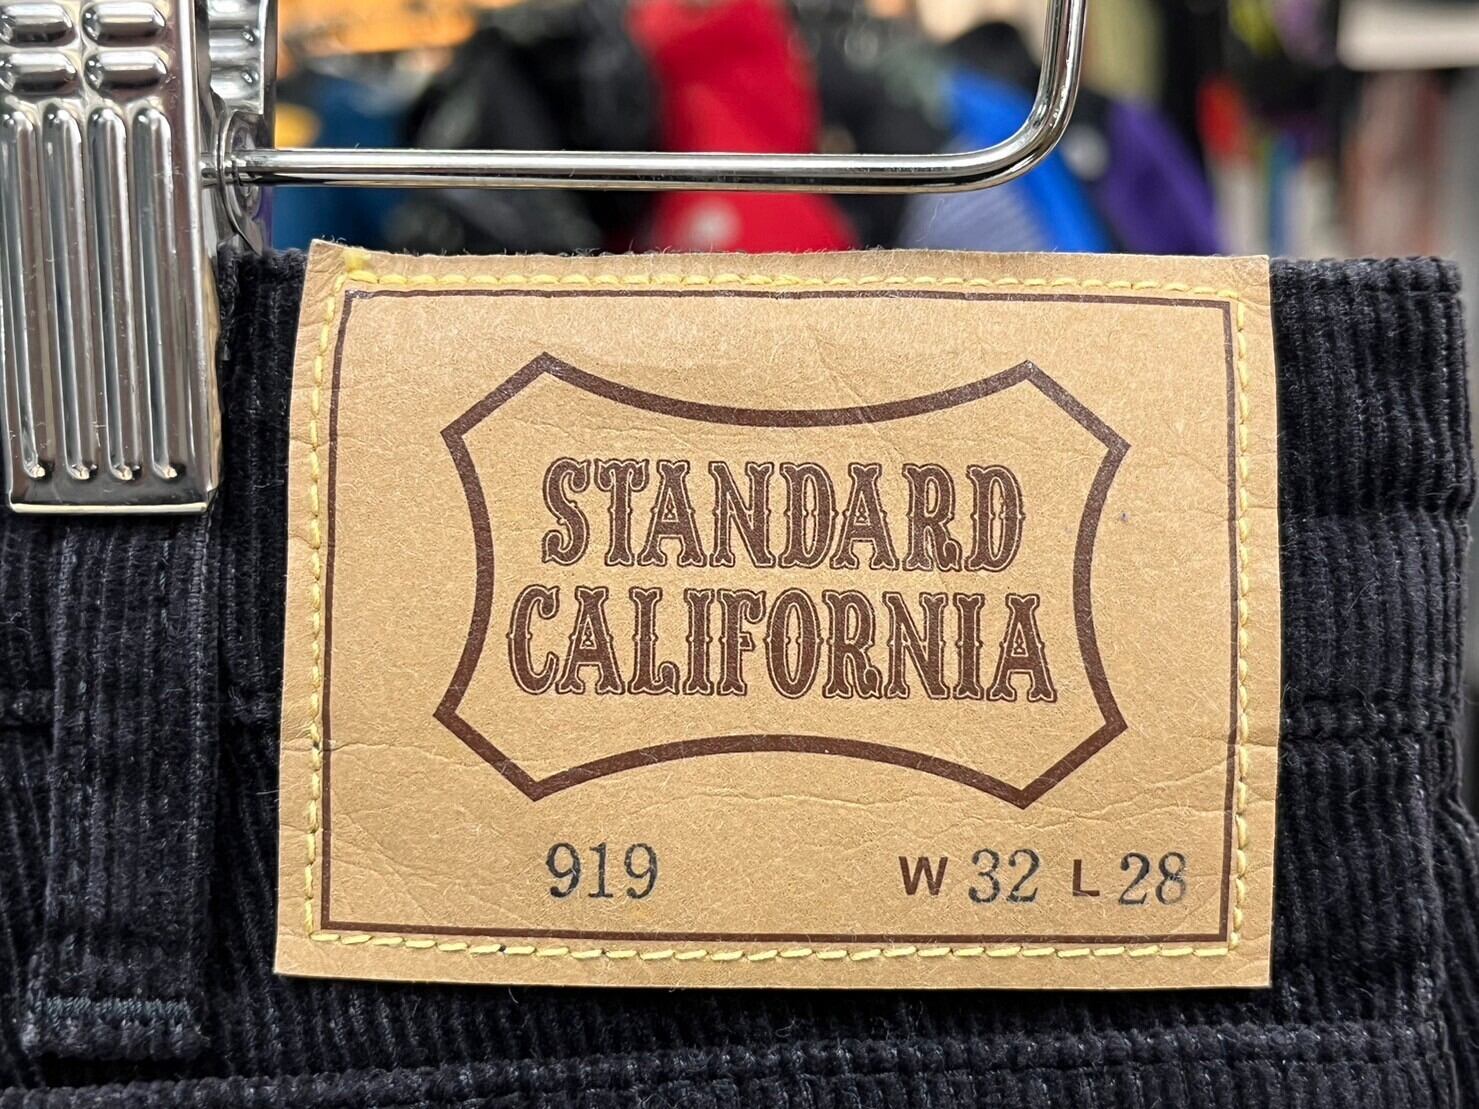 STANDARD
CALIFORNIA
919 W 32 L 28